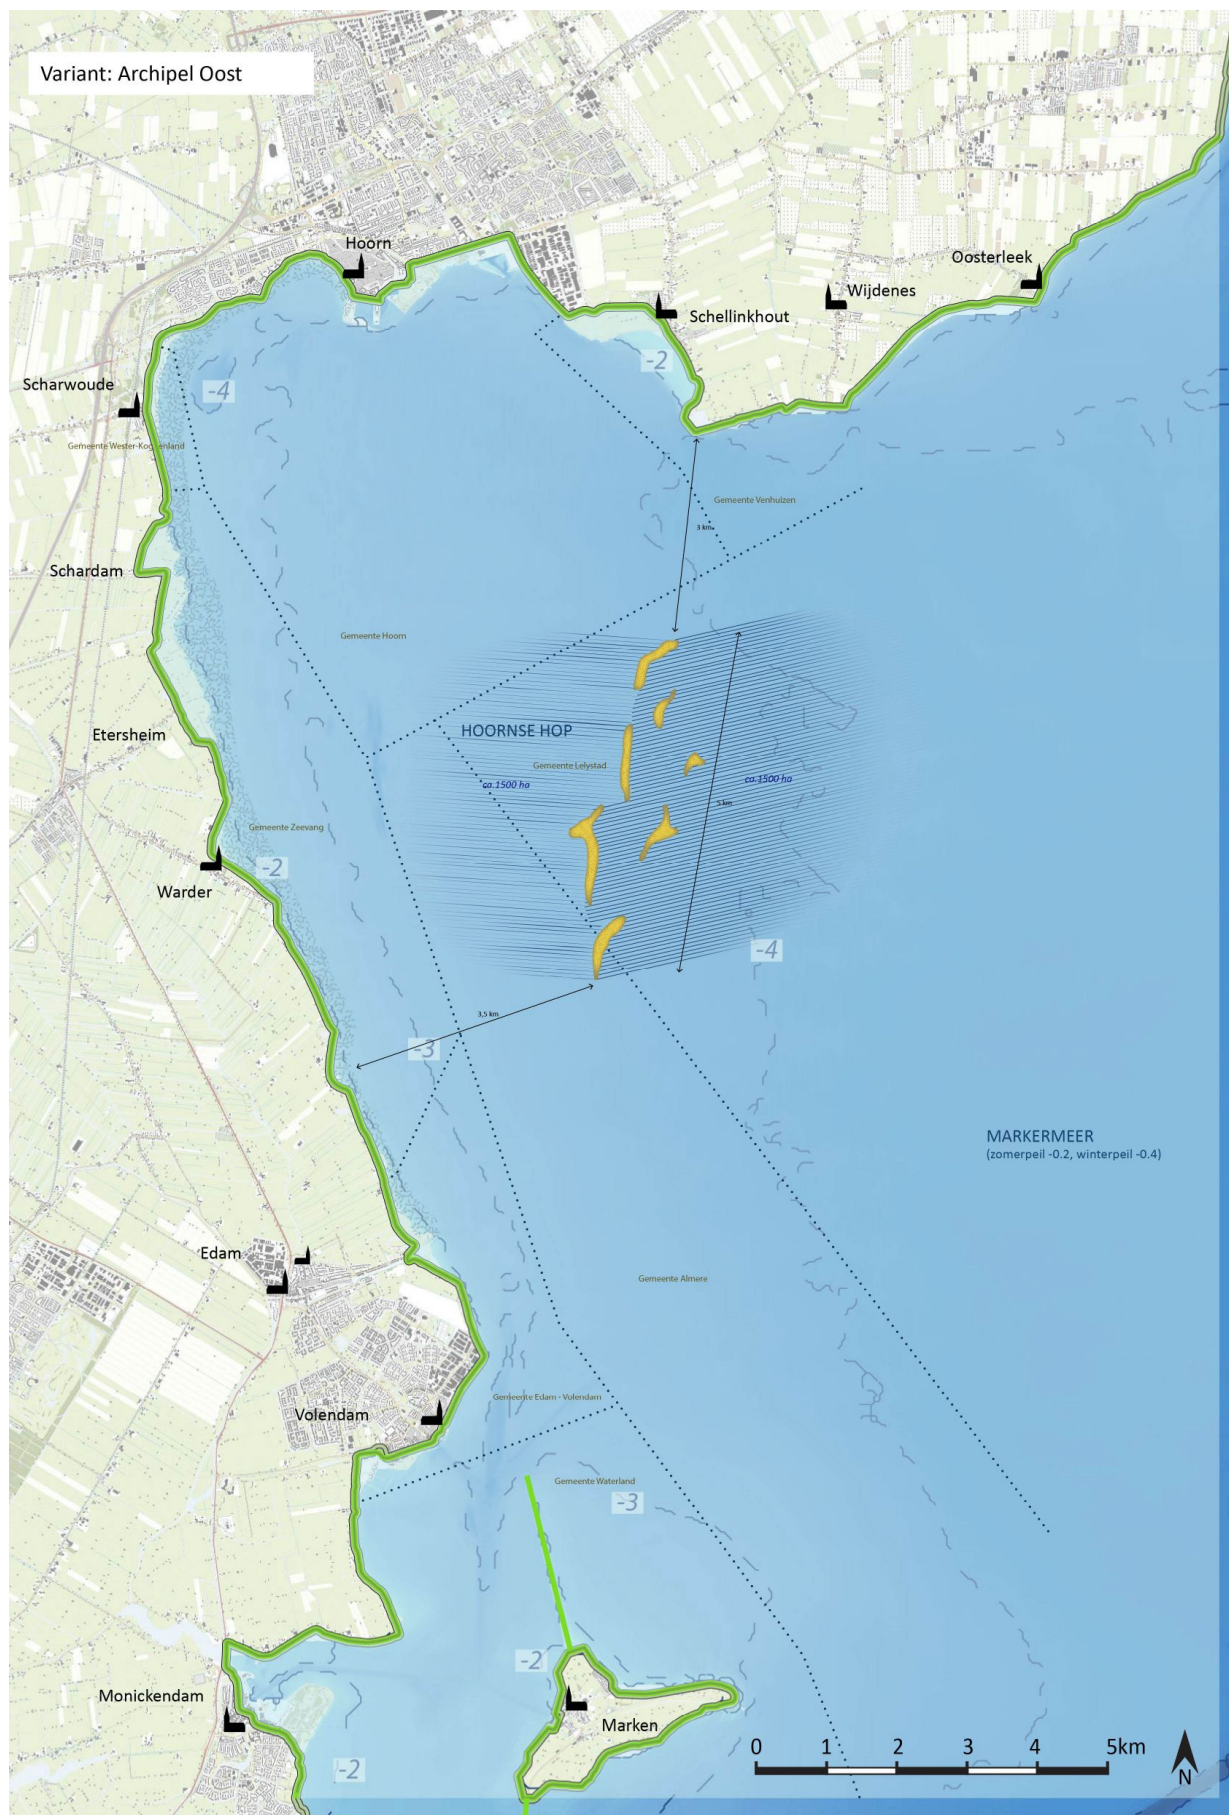 Variant: Archipel Oost
Hoorn
Oosterleek
Wijdenes
Schellinkhout
-2
Scharwoude
-4
Gemeente Wester-Koggenland
Gemeente Venhuizen
3 km
Schardam
Gemeente Hoorn
HOORNSE HOP
Etersheim
Gemeente Lelystad
ca.1500 ha
ca.1500 ha
5 km
Gemeente Zeevang
-2
Warder
-4
3,5 km
-3
MARKERMEER
(zomerpeil -0.2, winterpeil -0.4)
Edam
Gemeente Almere
Gemeente Edam - Volendam
Volendam
Gemeente Waterland
-3
-2
Monickendam
Marken
0 1 2 3 4 5km
-2
N